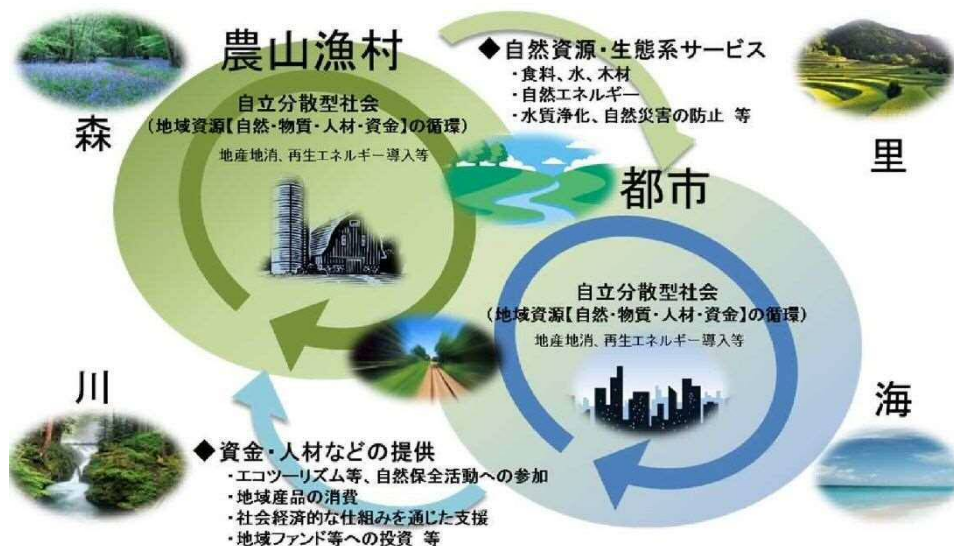 農山漁村
自立分散型社会
(地域資源【自然・物質・人材・資金】の循環)
地産地消、再生エネルギー導入等
◆自然資源・生態系サービス
・食料、水、木材
・自然エネルギー
・水質浄化、自然災害の防止 等
森
里
都市
自立分散型社会
(地域資源【自然・物質・人材・資金】の循環)
地産地消、再生エネルギー導入等
川
海
◆資金・人材などの提供
・エコツーリズム等、自然保全活動への参加
・地域産品の消費
・社会経済的な仕組みを通じた支援
・地域ファンド等への投資 等